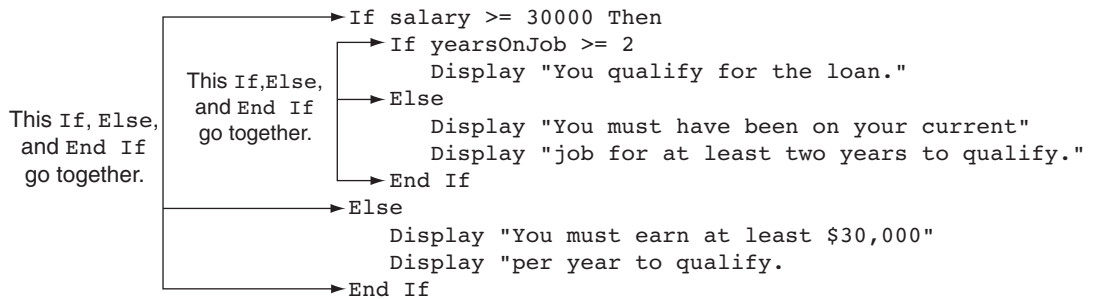 If salary >= 30000 Then
If yearsOnJob >= 2
Display "You qualify for the loan."
Else
Display "You must have been on your current"
Display "job for at least two years to qualify."
End If
Else
Display "You must earn at least $30,000"
Display "per year to qualify.
End If
This If,Else,
and End If
go together.
This If, Else,
and End If
go together.